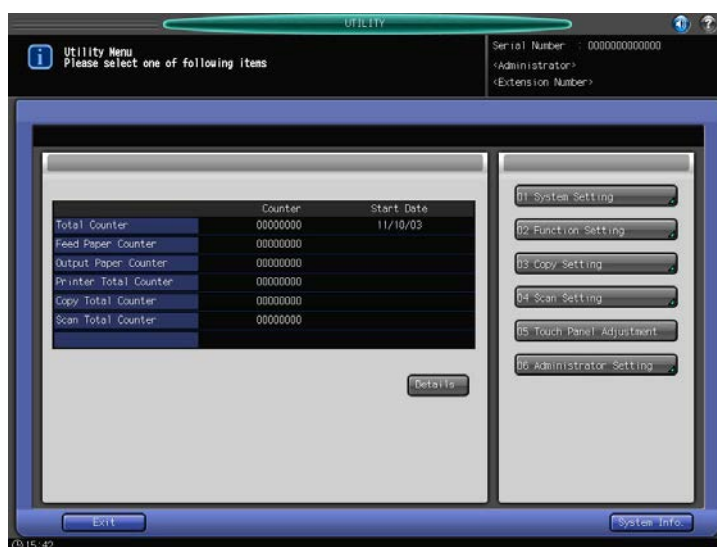 UTILITY
Utility Menu
Please select one of following items
Serial Number : 0000000000000
<Administrator>
<Extension Number>
Counter Start Date
Total Counter 00000000 11/10/03
Feed Paper Counter 00000000
Output Paper Counter 00000000
Printer Total Counter 00000000
Copy Total Counter 00000000
Scan Total Counter 00000000
Details
01 System Setting
02 Function Setting
03 Copy Setting
04 Scan Setting
05 Touch Panel Adjustment
06 Administrator Setting
Exit
System Info.
15:42